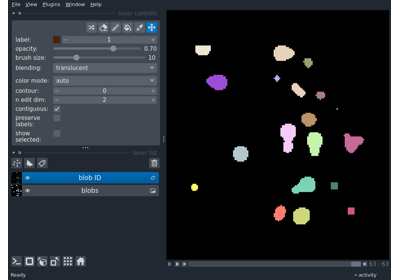 File View Plugins Window Help
layer controls
label: 1
opacity: 0.70
brush size: 10
blending: translucent
color mode: auto
contour: 0
n edit dim: 2
contiguous:
preserve
labels:
show
selected:
layer list
blob ID
blobs
0 63 63
Ready
activity